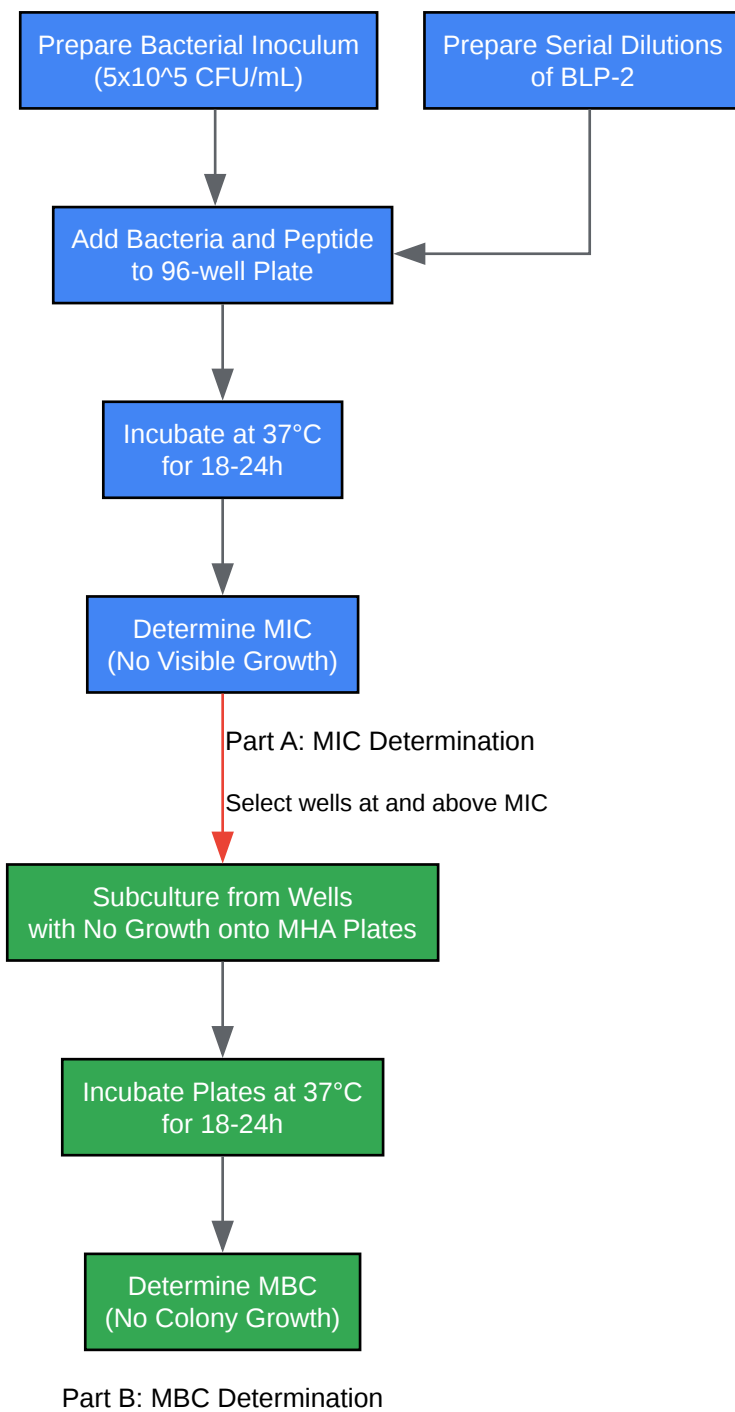 Prepare Bacterial Inoculum
(5x10^5 CFU/mL)
Prepare Serial Dilutions
of BLP-2
Add Bacteria and Peptide
to 96-well Plate
Incubate at 37°C
for 18-24h
Determine MIC
(No Visible Growth)
Part A: MIC Determination
Select wells at and above MIC
Subculture from Wells
with No Growth onto MHA Plates
Incubate Plates at 37°C
for 18-24h
Determine MBC
(No Colony Growth)
Part B: MBC Determination